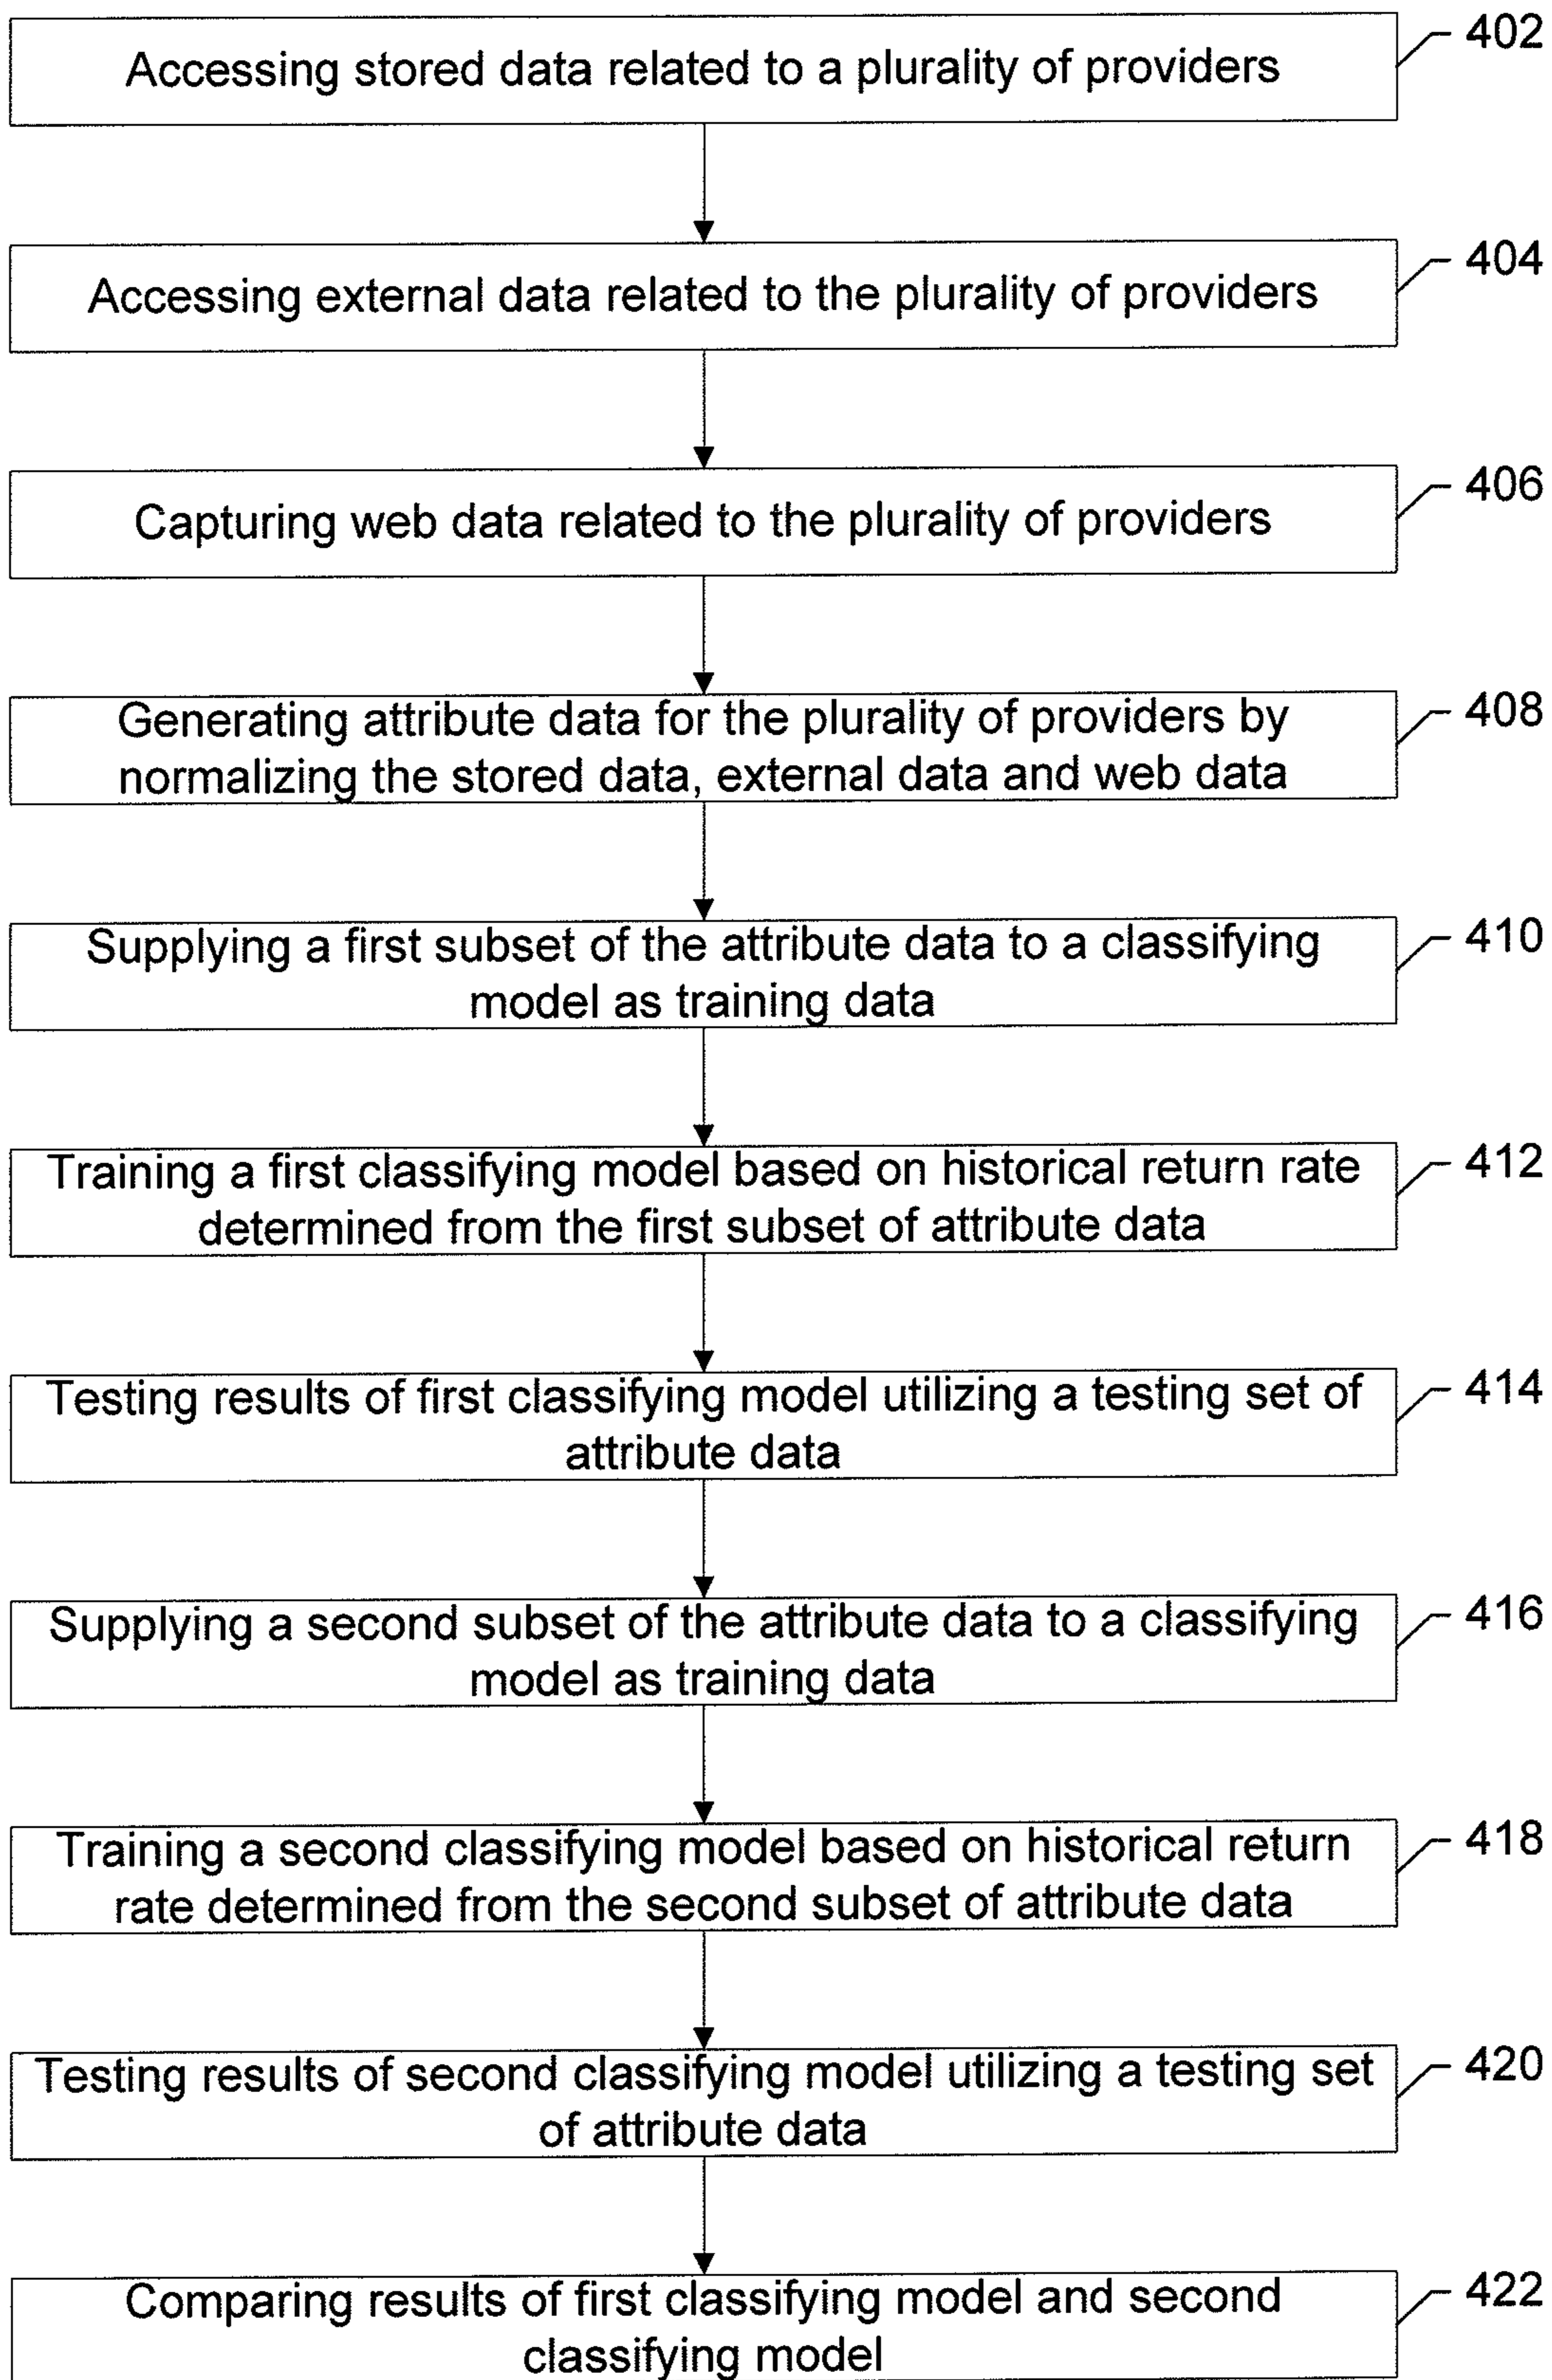 Accessing stored data related to a plurality of providers
402
Accessing external data related to the plurality of providers
404
Capturing web data related to the plurality of providers
406
Generating attribute data for the plurality of providers by
normalizing the stored data, external data and web data
408
Supplying a first subset of the attribute data to a classifying
model as training data
410
Training a first classifying model based on historical return rate
determined from the first subset of attribute data
412
Testing results of first classifying model utilizing a testing set of
attribute data
414
Supplying a second subset of the attribute data to a classifying
model as training data
416
Training a second classifying model based on historical return
rate determined from the second subset of attribute data
418
Testing results of second classifying model utilizing a testing set
of attribute data
420
Comparing results of first classifying model and second
classifying model
422